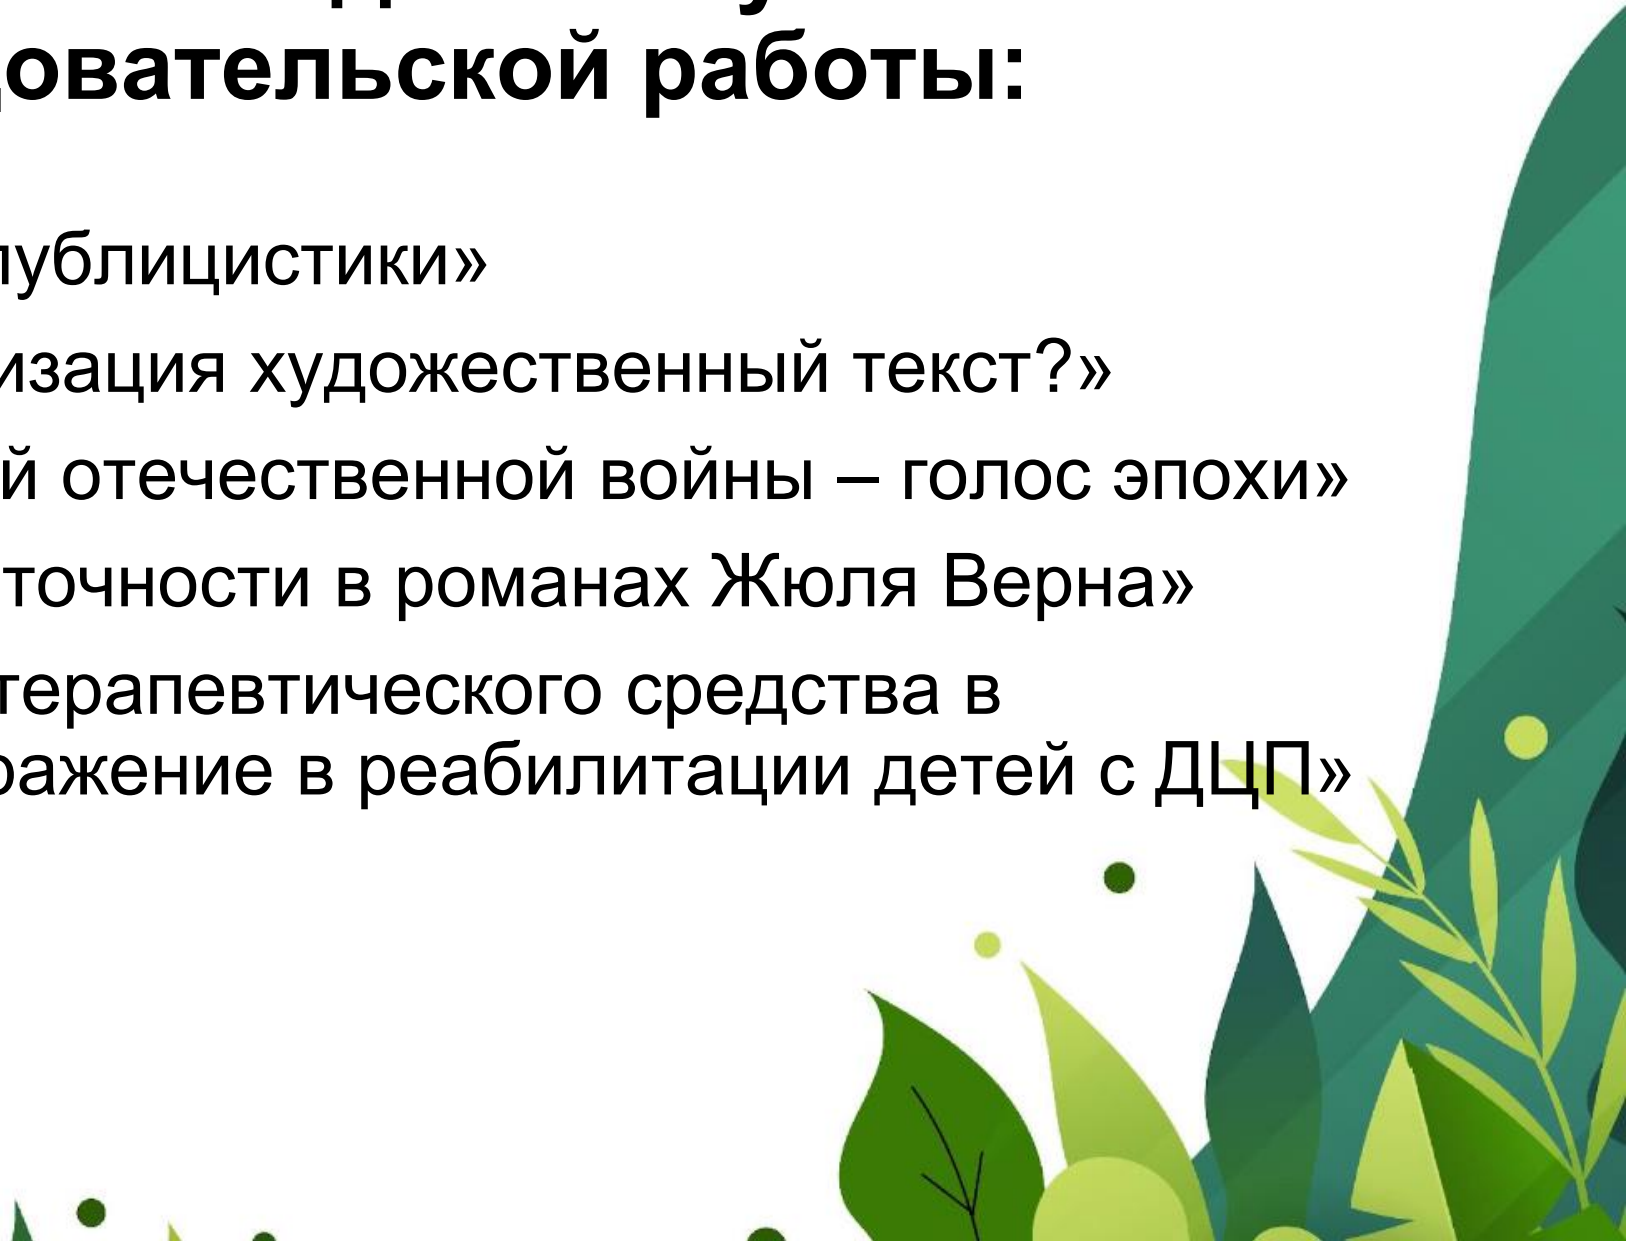 довательской работы:
публицистики»
изация художественный текст?»
й отечественной войны – голос эпохи»
точности в романах Жюля Верна»
терапевтического средства в
ражение в реабилитации детей с ДЦП»